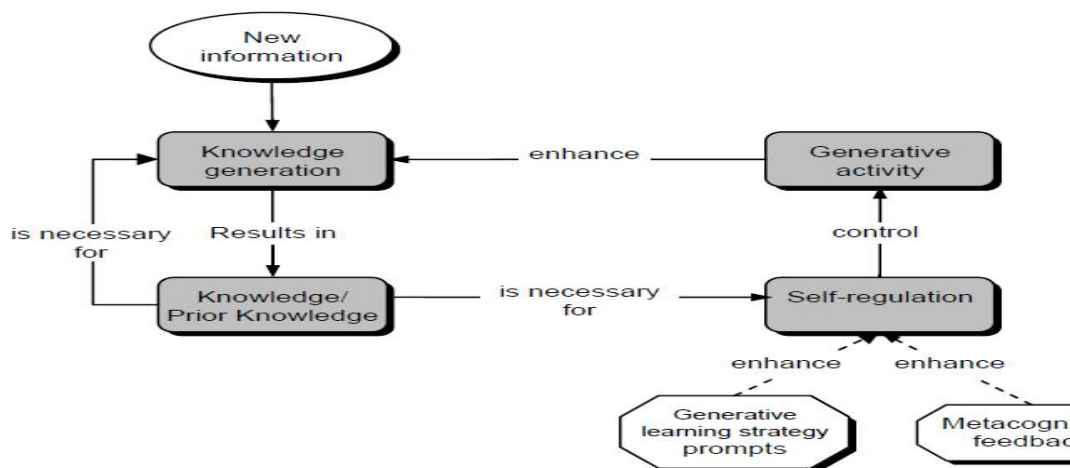 New
information
Knowledge
generation
enhance
Generative
activity
is necessary
for
Results in
control
Knowledge/
Prior Knowledge
is necessary
for
Self-regulation
enhance
enhance
Generative
learning strategy
prompts